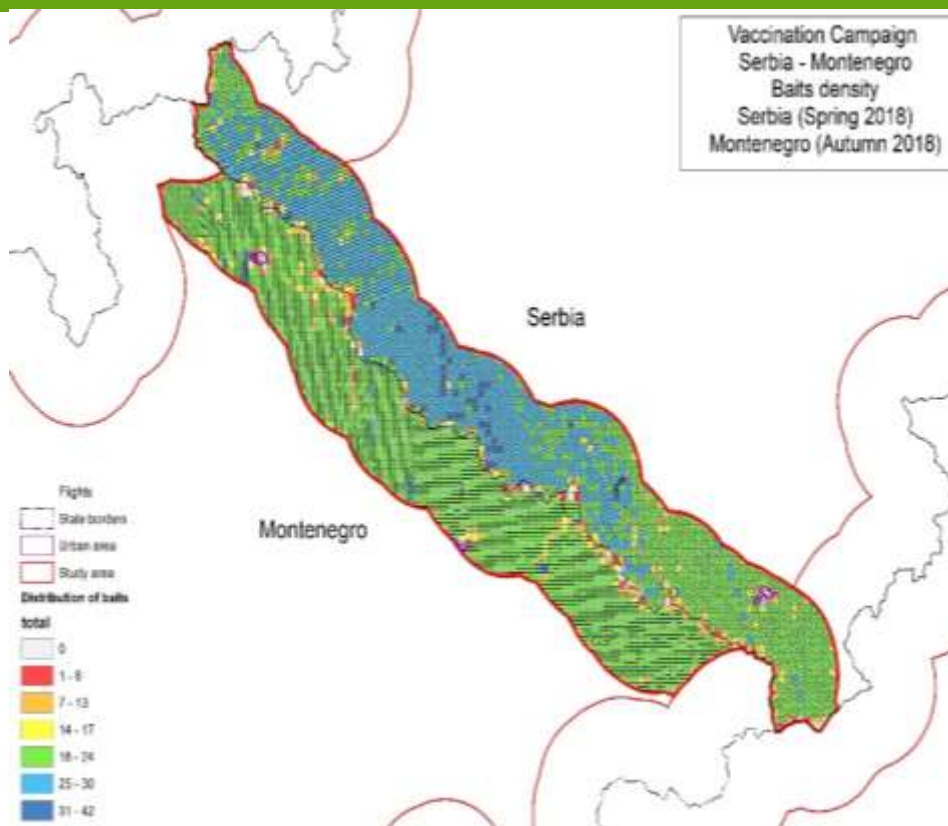 Vaccination Campaign
Serbia - Montenegro
Baits density
Serbia (Spring 2018)
Montenegro (Autumn 2018)
Serbia
Montenegro
Flights
State borders
Urban area
Study area
Distribution of baits
total
0
1 - 6
7 - 13
14 - 17
18 - 24
25 - 30
31 - 42